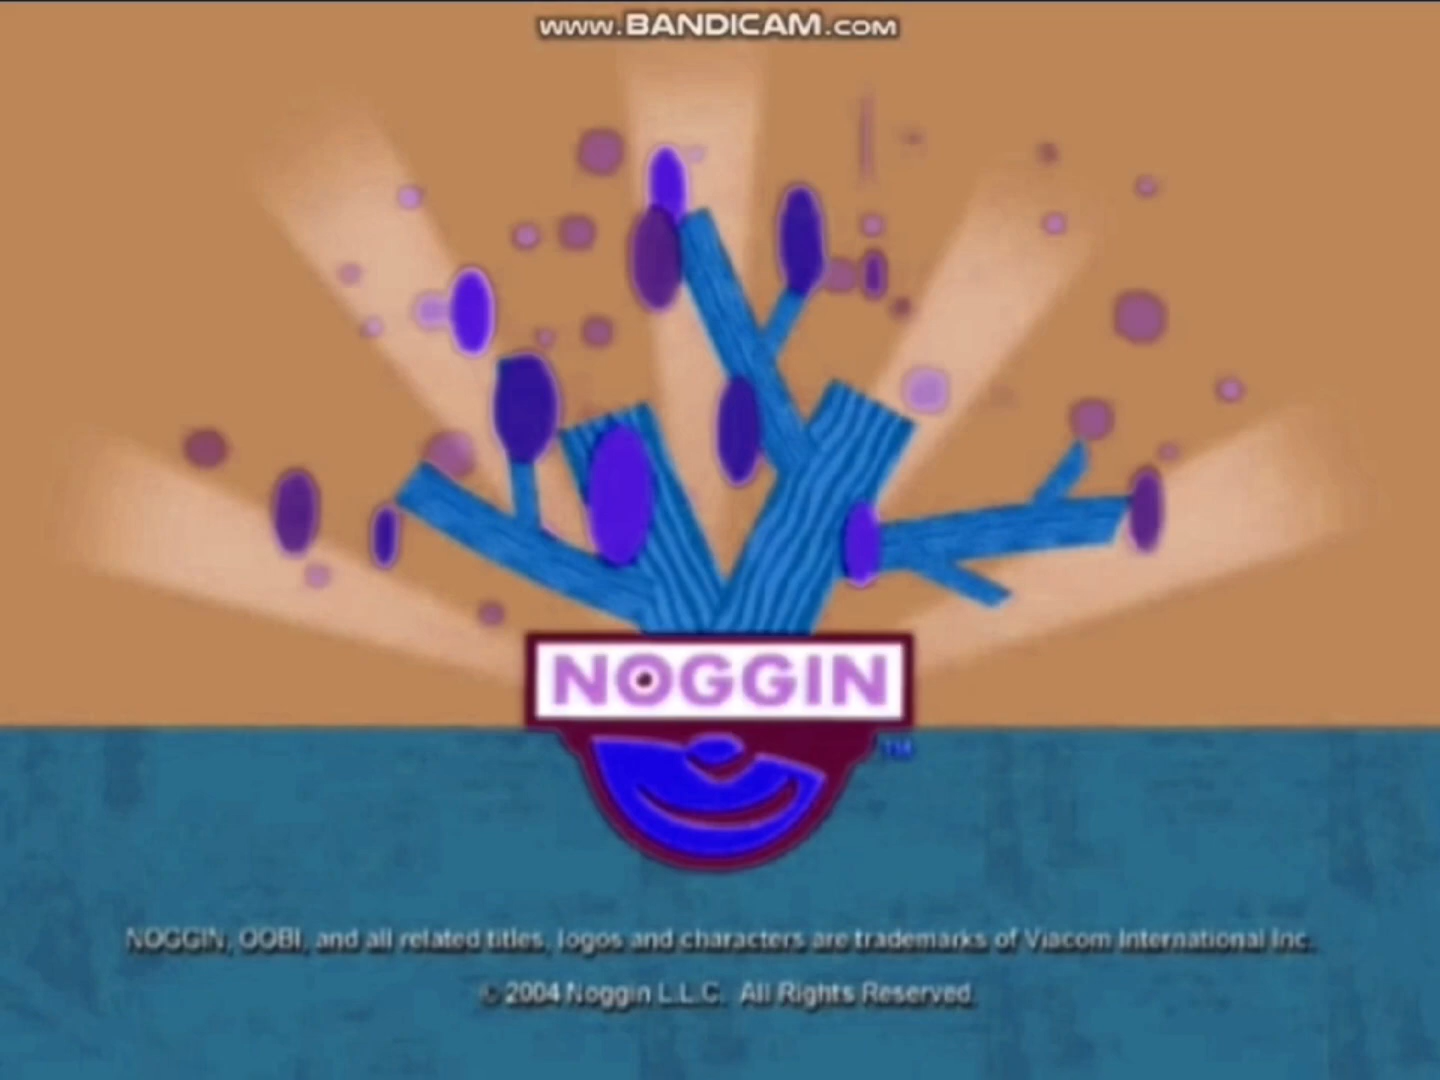 www.BANDICAM.com
NOGGIN
TM
NOGGIN, OOBI, and all related titles, logos and characters are trademarks of Viacom International Inc.
© 2004 Noggin L.L.C. All Rights Reserved.